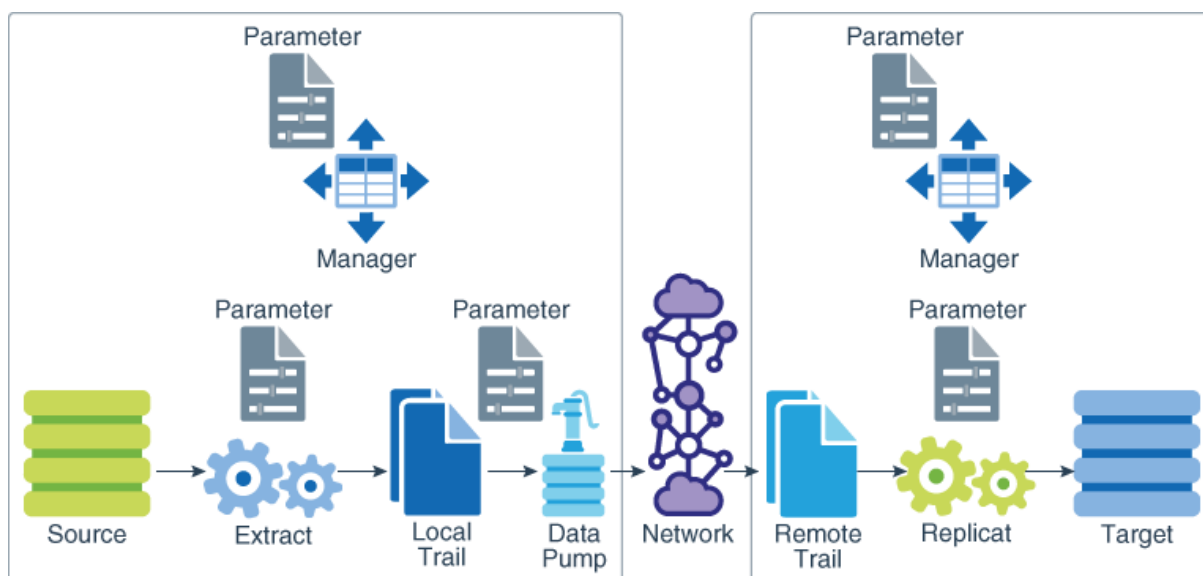 Parameter
Parameter
Manager
Manager
Parameter
Parameter
Parameter
Source
Extract
Local
Trail
Data
Pump
Network
Remote
Trail
Replicat
Target